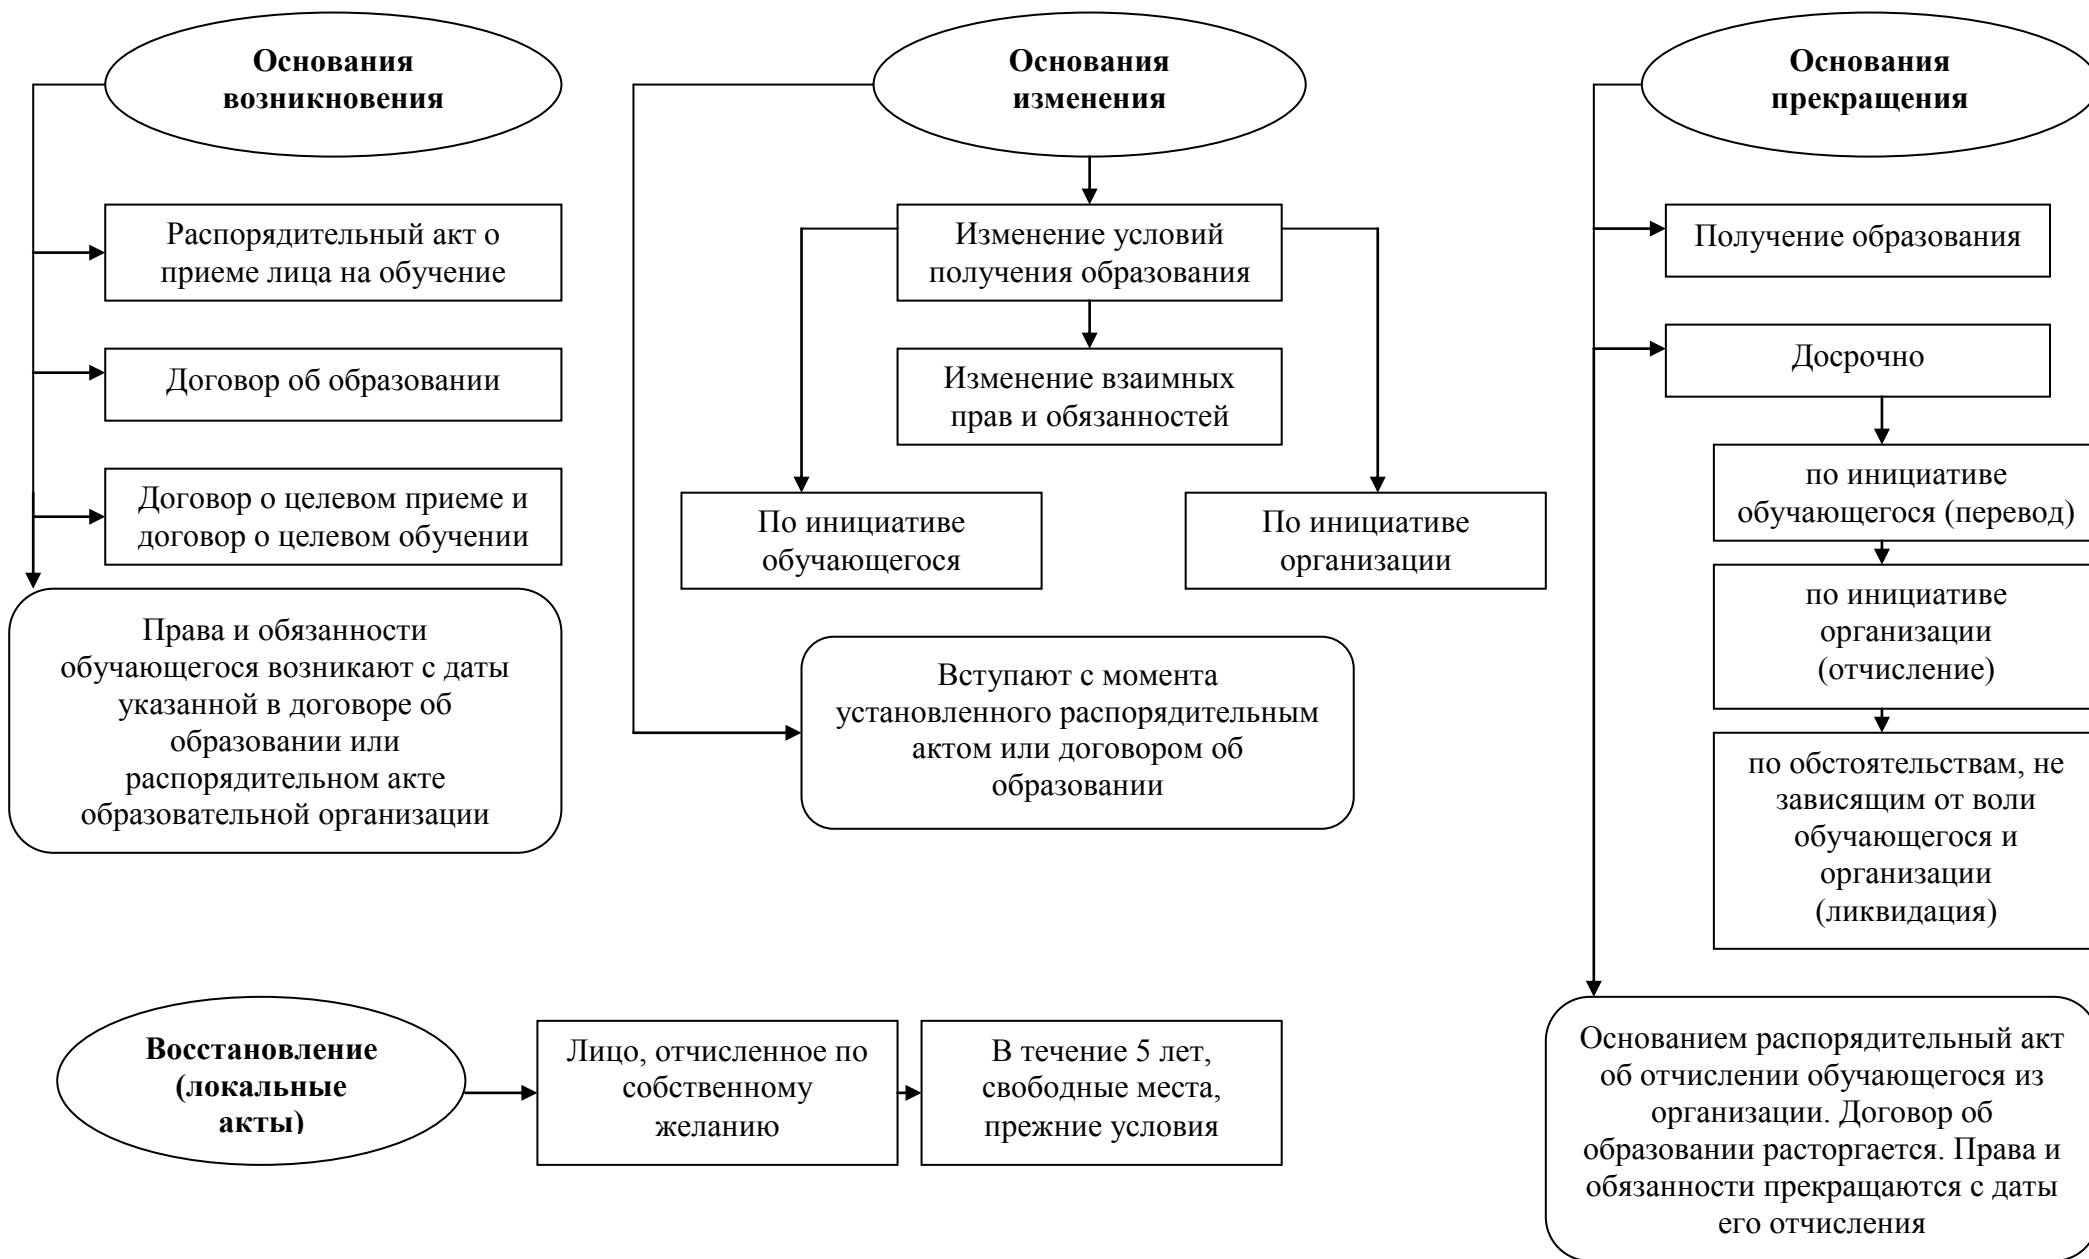 Основания
возникновения
Распорядительный акт о
приеме лица на обучение
Договор об образовании
Договор о целевом приеме и
договор о целевом обучении
Права и обязанности
обучающегося возникают с даты
указанной в договоре об
образовании или
распорядительном акте
образовательной организации
Основания
изменения
Изменение условий
получения образования
Изменение взаимных
прав и обязанностей
По инициативе
обучающегося
По инициативе
организации
Вступают с момента
установленного распорядительным
актом или договором об
образовании
Основания
прекращения
Получение образования
Досрочно
по инициативе
обучающегося (перевод)
по инициативе
организации
(отчисление)
по обстоятельствам, не
зависящим от воли
обучающегося и
организации
(ликвидация)
Основанием распорядительный акт
об отчислении обучающегося из
организации. Договор об
образовании расторгается. Права и
обязанности прекращаются с даты
его отчисления
Восстановление
(локальные
акты)
Лицо, отчисленное по
собственному
желанию
В течение 5 лет,
свободные места,
прежние условия